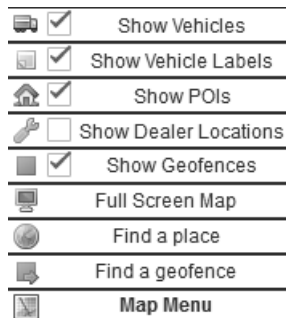 Show Vehicles
Show Vehicle Labels
Show POIs
Show Dealer Locations
Show Geofences
Full Screen Map
Find a place
Find a geofence
Map Menu